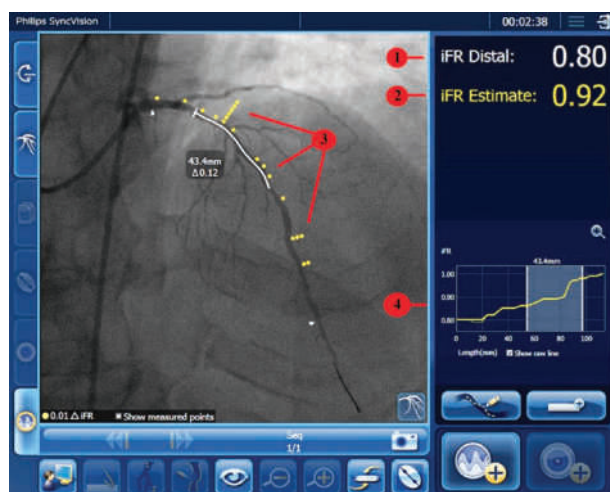 Philips SyncVision
00:02:38
1
iFR Distal: 0.80
2
iFR Estimate: 0.92
3
43.4mm
Δ0.12
iFR
43.4mm
1.00
0.80
0.60
4
0 20 40 60 80 100
Length(mm) Show raw line
0.01 Δ iFR Show measured points
Seq
1/1